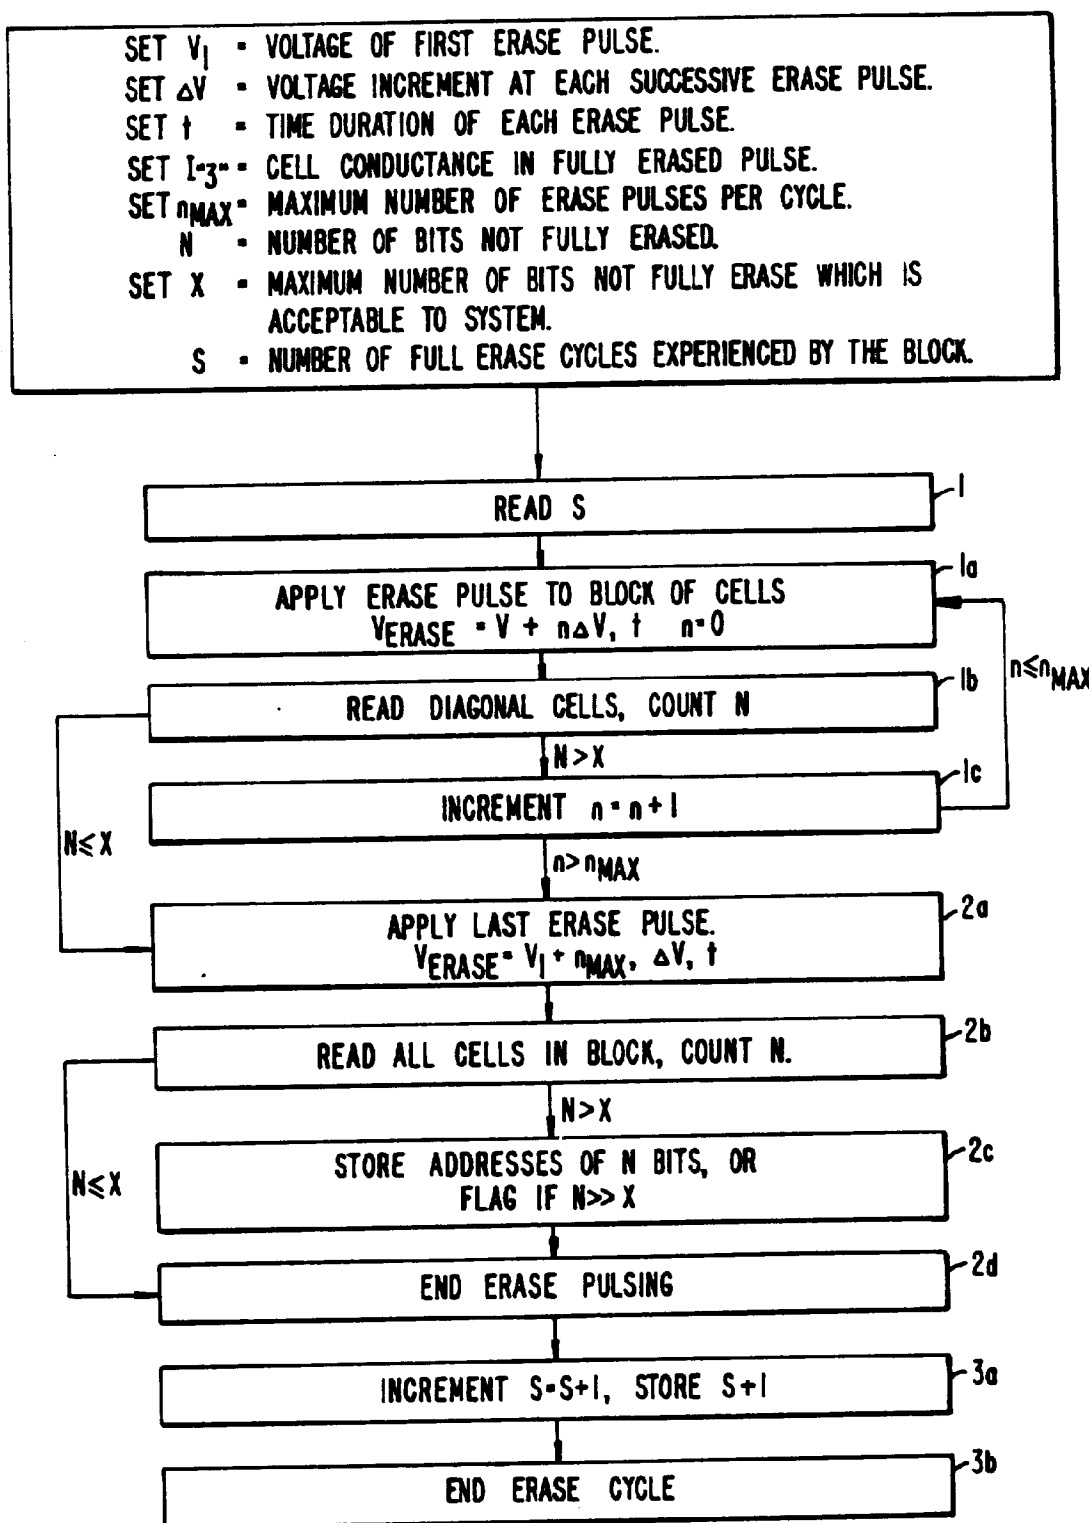 SET V1 = VOLTAGE OF FIRST ERASE PULSE.
SET ΔV = VOLTAGE INCREMENT AT EACH SUCCESSIVE ERASE PULSE.
SET t = TIME DURATION OF EACH ERASE PULSE.
SET I"3" = CELL CONDUCTANCE IN FULLY ERASED PULSE.
SET nMAX = MAXIMUM NUMBER OF ERASE PULSES PER CYCLE.
N = NUMBER OF BITS NOT FULLY ERASED.
SET X = MAXIMUM NUMBER OF BITS NOT FULLY ERASE WHICH IS
ACCEPTABLE TO SYSTEM.
S = NUMBER OF FULL ERASE CYCLES EXPERIENCED BY THE BLOCK.
READ S
1
APPLY ERASE PULSE TO BLOCK OF CELLS
VERASE = V + nΔV, t n=0
1a
n≤nMAX
READ DIAGONAL CELLS, COUNT N
1b
N>X
INCREMENT n=n+1
1c
N≤X
n>nMAX
APPLY LAST ERASE PULSE.
VERASE= V1+nMAX, ΔV, t
2a
READ ALL CELLS IN BLOCK, COUNT N.
2b
N>X
STORE ADDRESSES OF N BITS, OR
FLAG IF N>>X
2c
N≤X
END ERASE PULSING
2d
INCREMENT S=S+1, STORE S+1
3a
END ERASE CYCLE
3b